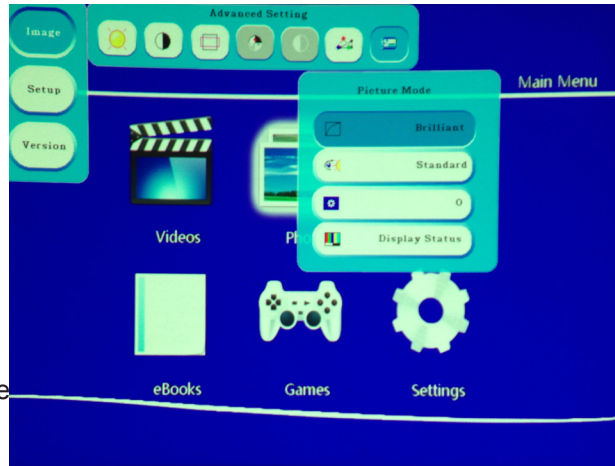 Advanced Setting
Image
Setup
Version
Main Menu
Picture Mode
Brilliant
Standard
0
Display Status
Videos
eBooks
Games
Settings
e